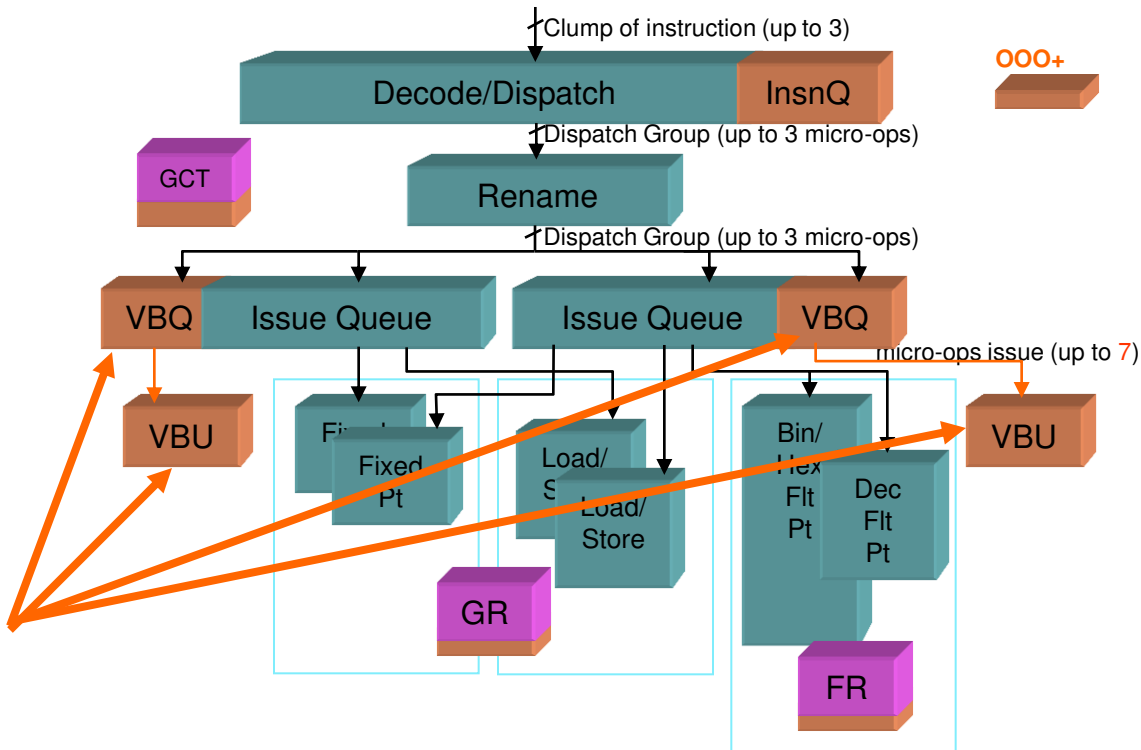 Clump of instruction (up to 3)
OOO+
Decode/Dispatch
InsnQ
Dispatch Group (up to 3 micro-ops)
GCT
Rename
Dispatch Group (up to 3 micro-ops)
VBQ
Issue Queue
Issue Queue
VBQ
micro-ops issue (up to 7)
VBU
Fixed
Pt
Load/
Load/
Store
Bin/
Hex
Flt
Pt
Dec
Flt
Pt
VBU
GR
FR